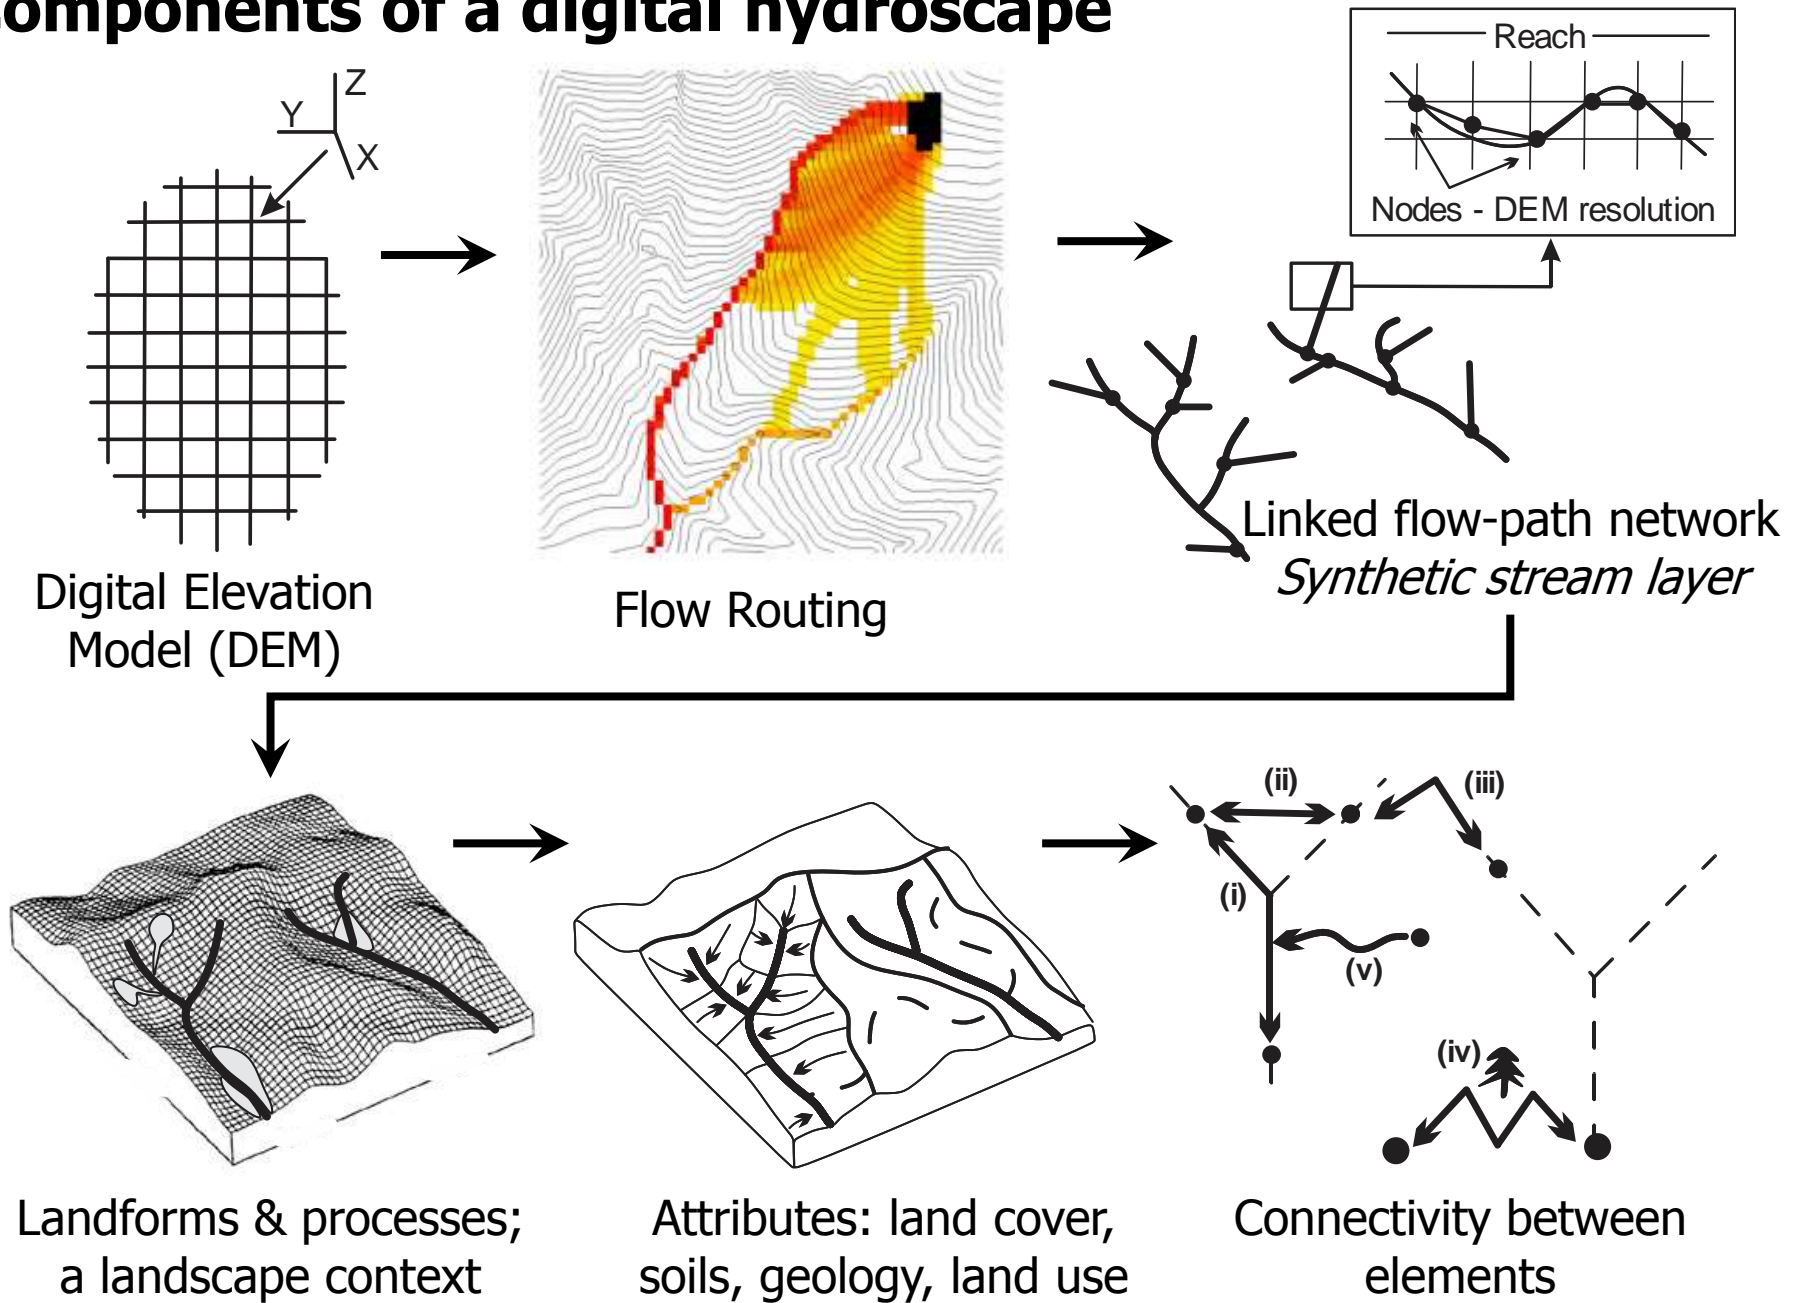 omponents of a digital hydroscape
Reach
Nodes - DEM resolution
Z
Y
X
Digital Elevation
Model (DEM)
Flow Routing
Linked flow-path network
Synthetic stream layer
Landforms & processes;
a landscape context
Attributes: land cover,
soils, geology, land use
(ii)
(iii)
(i)
(v)
(iv)
Connectivity between
elements